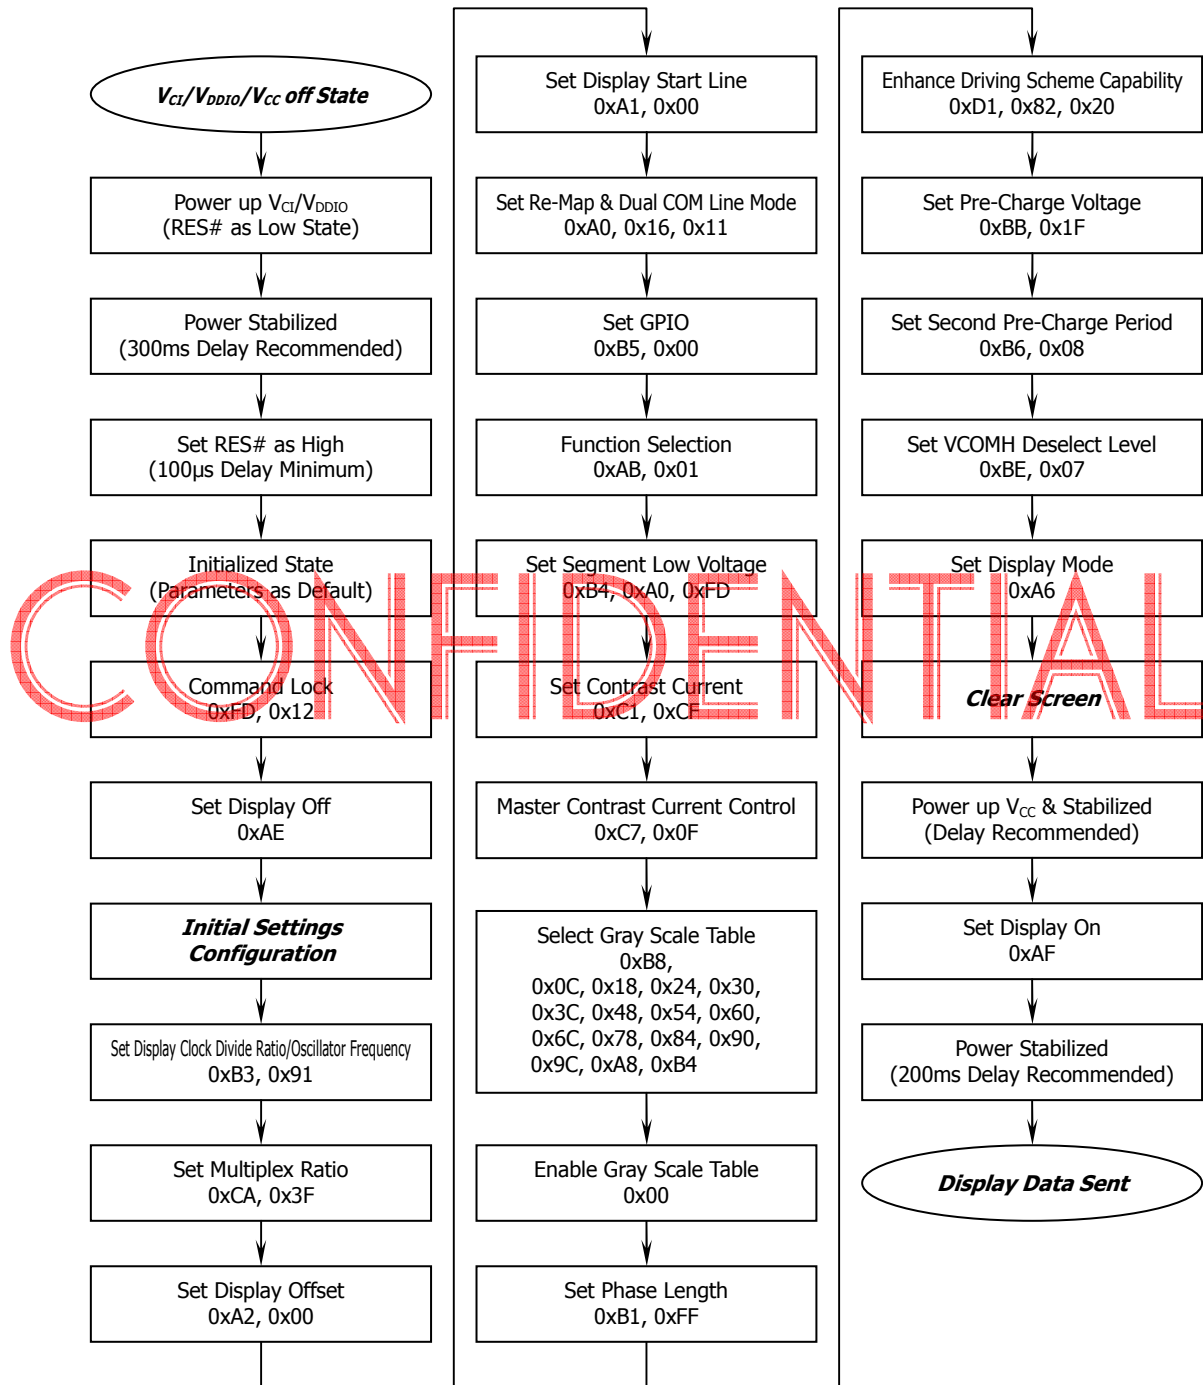 V_CI/V_DDIO/V_CC off State
Power up V_CI/V_DDIO
(RES# as Low State)
Power Stabilized
(300ms Delay Recommended)
Set RES# as High
(100μs Delay Minimum)
Initialized State
(Parameters as Default)
Command Lock
0xFD, 0x12
Set Display Off
0xAE
Initial Settings
Configuration
Set Display Clock Divide Ratio/Oscillator Frequency
0xB3, 0x91
Set Multiplex Ratio
0xCA, 0x3F
Set Display Offset
0xA2, 0x00
Set Display Start Line
0xA1, 0x00
Set Re-Map & Dual COM Line Mode
0xA0, 0x16, 0x11
Set GPIO
0xB5, 0x00
Function Selection
0xAB, 0x01
Set Segment Low Voltage
0xB4, 0xA0, 0xFD
Set Contrast Current
0xC1, 0xCF
Master Contrast Current Control
0xC7, 0x0F
Select Gray Scale Table
0xB8,
0x0C, 0x18, 0x24, 0x30,
0x3C, 0x48, 0x54, 0x60,
0x6C, 0x78, 0x84, 0x90,
0x9C, 0xA8, 0xB4
Enable Gray Scale Table
0x00
Set Phase Length
0xB1, 0xFF
Enhance Driving Scheme Capability
0xD1, 0x82, 0x20
Set Pre-Charge Voltage
0xBB, 0x1F
Set Second Pre-Charge Period
0xB6, 0x08
Set VCOMH Deselect Level
0xBE, 0x07
Set Display Mode
0xA6
Clear Screen
Power up V_CC & Stabilized
(Delay Recommended)
Set Display On
0xAF
Power Stabilized
(200ms Delay Recommended)
Display Data Sent
CONFIDENTIAL